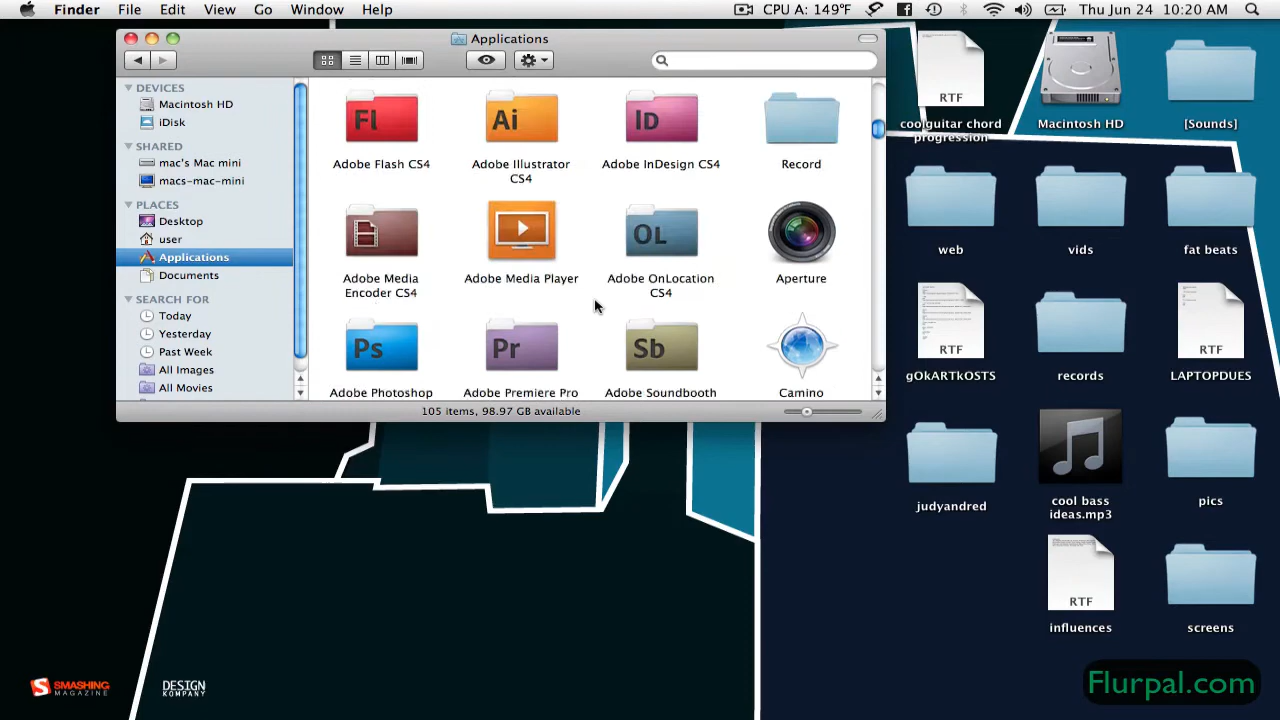 Finder File Edit View Go Window Help CPU A: 149°F Thu Jun 24 10:20 AM
Applications
DEVICES
Macintosh HD
iDisk
SHARED
mac's Mac mini
macs-mac-mini
PLACES
Desktop
user
Applications
Documents
SEARCH FOR
Today
Yesterday
Past Week
All Images
All Movies
Fl
Adobe Flash CS4
Ai
Adobe Illustrator
CS4
ID
Adobe InDesign CS4
Record
Adobe Media
Encoder CS4
Adobe Media Player
OL
Adobe OnLocation
CS4
Aperture
Ps
Adobe Photoshop
Pr
Adobe Premiere Pro
Sb
Adobe Soundbooth
Camino
105 items, 98.97 GB available
RTF
coolguitar chord
progression
Macintosh HD
[Sounds]
web
vids
fat beats
RTF
gOkARTkOSTS
records
RTF
LAPTOPDUES
judyandred
cool bass
ideas.mp3
pics
RTF
influences
screens
SMASHING
MAGAZINE
DESIGN
KOMPANY
Flurpal.com